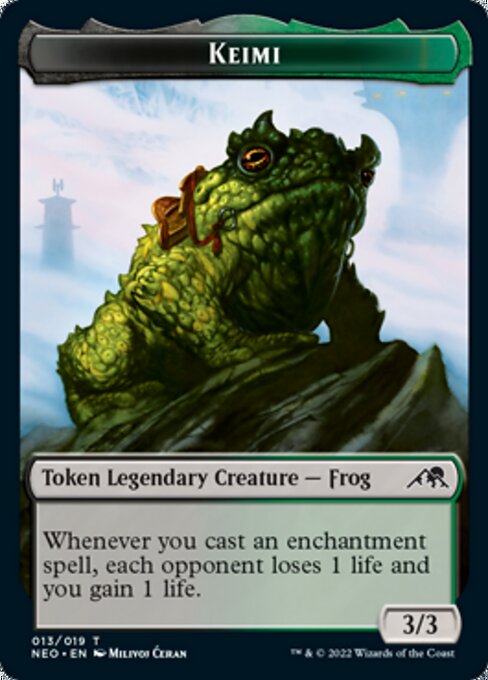 Keimi
Token Legendary Creature — Frog
Whenever you cast an enchantment
spell, each opponent loses 1 life and
you gain 1 life.
3/3
013/019 T
NEO • EN Milivoj Ćeran
™ & © 2022 Wizards of the Coast